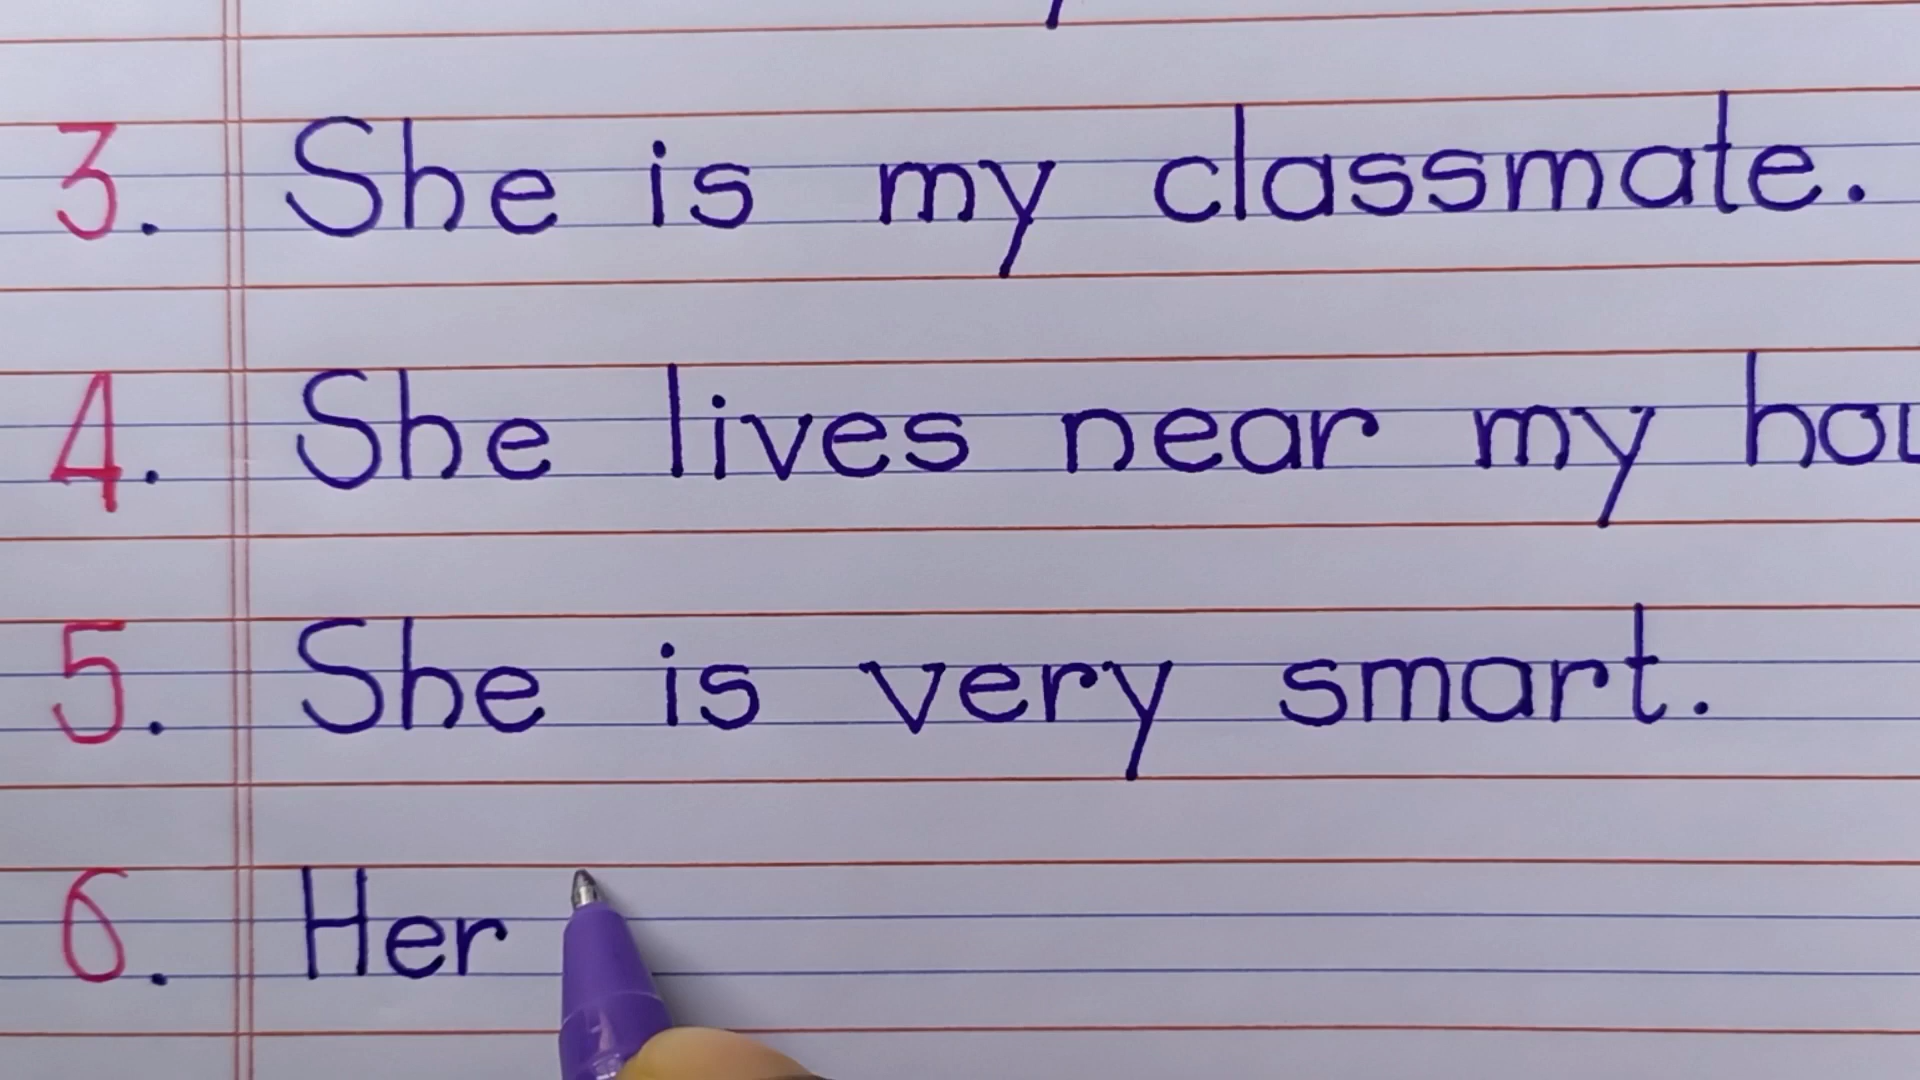 3. She is my classmate.
4. She lives near my
5. She is very smart.
6. Her